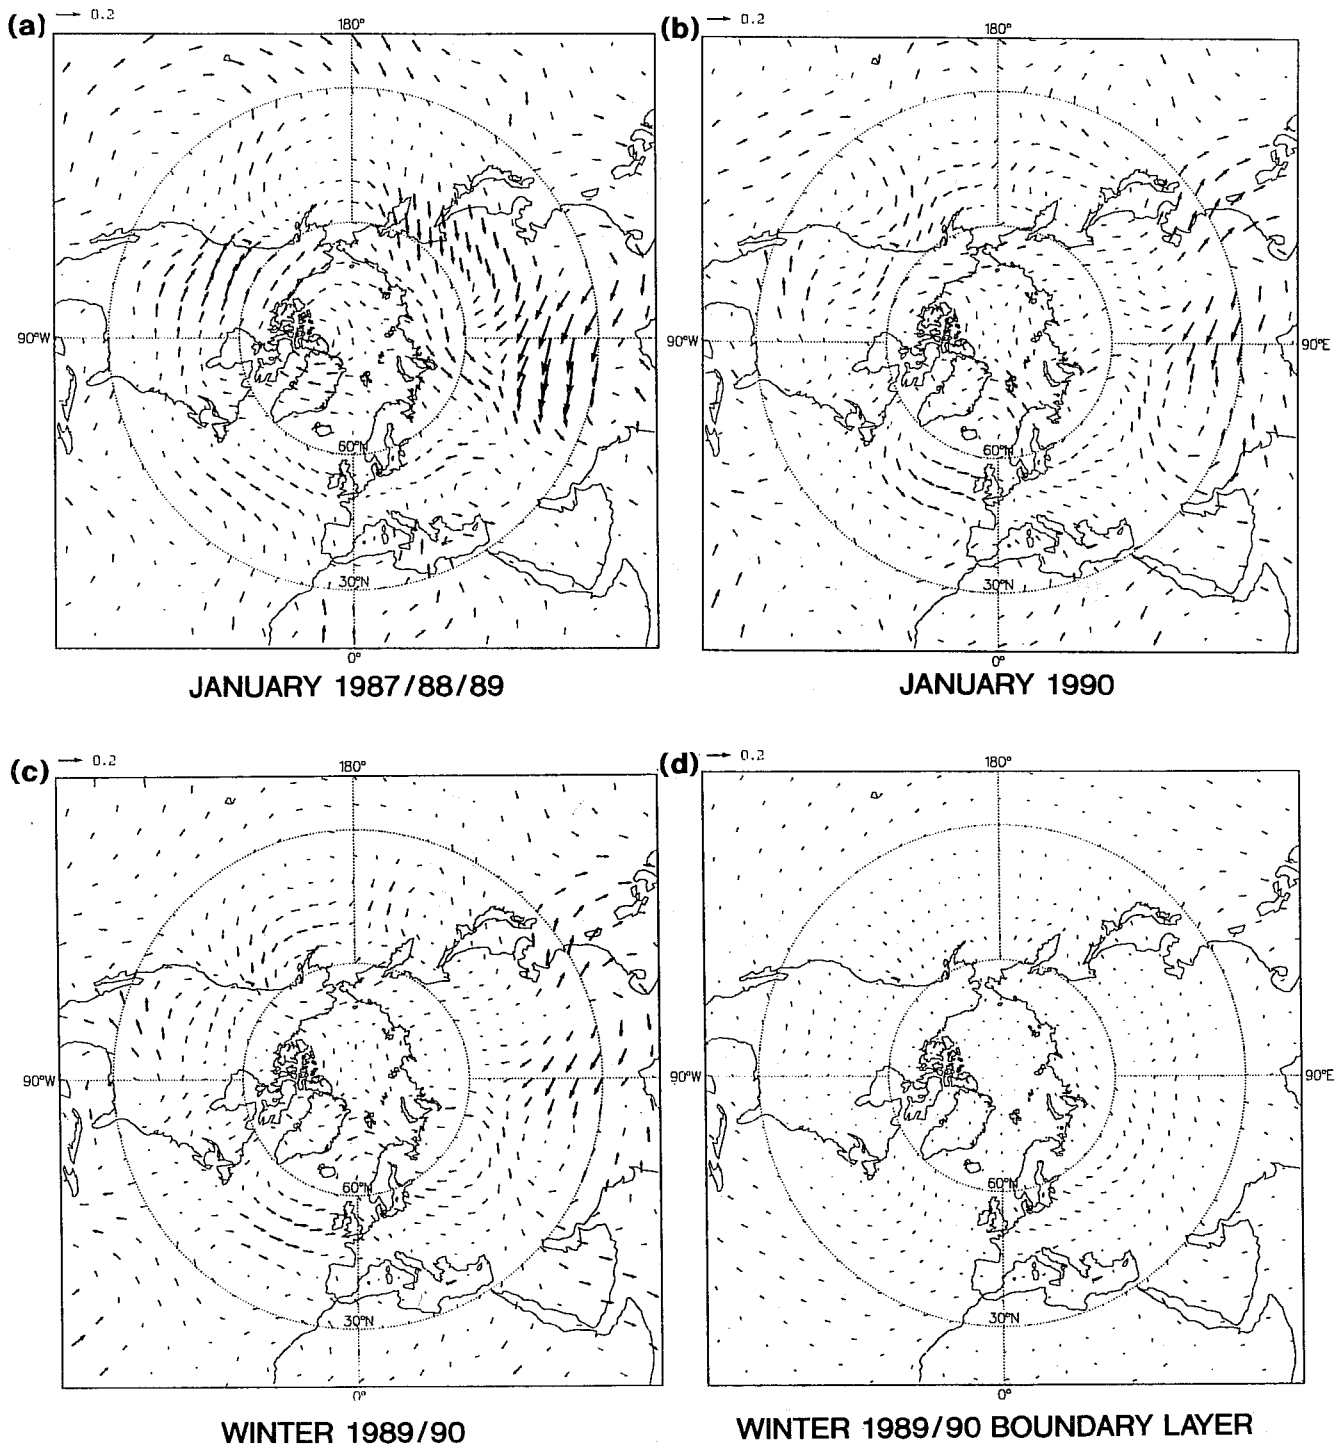 (a) → 0.2
180°
90°W
60°N
30°N
0°
JANUARY 1987/88/89
(b) → 0.2
180°
90°W
90°E
60°N
30°N
0°
JANUARY 1990
(c) → 0.2
180°
90°W
60°N
30°N
0°
WINTER 1989/90
(d) → 0.2
180°
90°W
90°E
60°N
30°N
0°
WINTER 1989/90 BOUNDARY LAYER